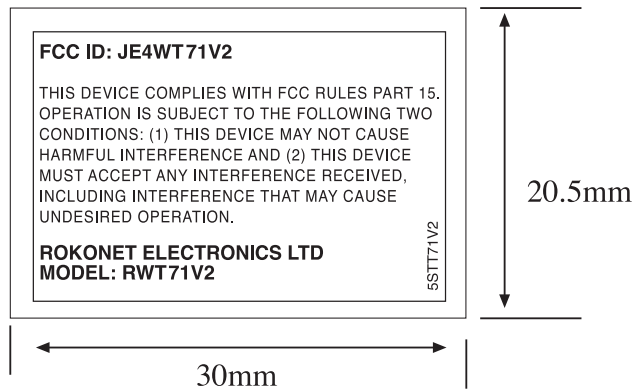 FCC ID: JE4WT71V2
THIS DEVICE COMPLIES WITH FCC RULES PART 15.
OPERATION IS SUBJECT TO THE FOLLOWING TWO
CONDITIONS: (1) THIS DEVICE MAY NOT CAUSE
HARMFUL INTERFERENCE AND (2) THIS DEVICE
MUST ACCEPT ANY INTERFERENCE RECEIVED,
INCLUDING INTERFERENCE THAT MAY CAUSE
UNDESIRED OPERATION.
ROKONET ELECTRONICS LTD
MODEL: RWT71V2
5STT71V2
20.5mm
30mm